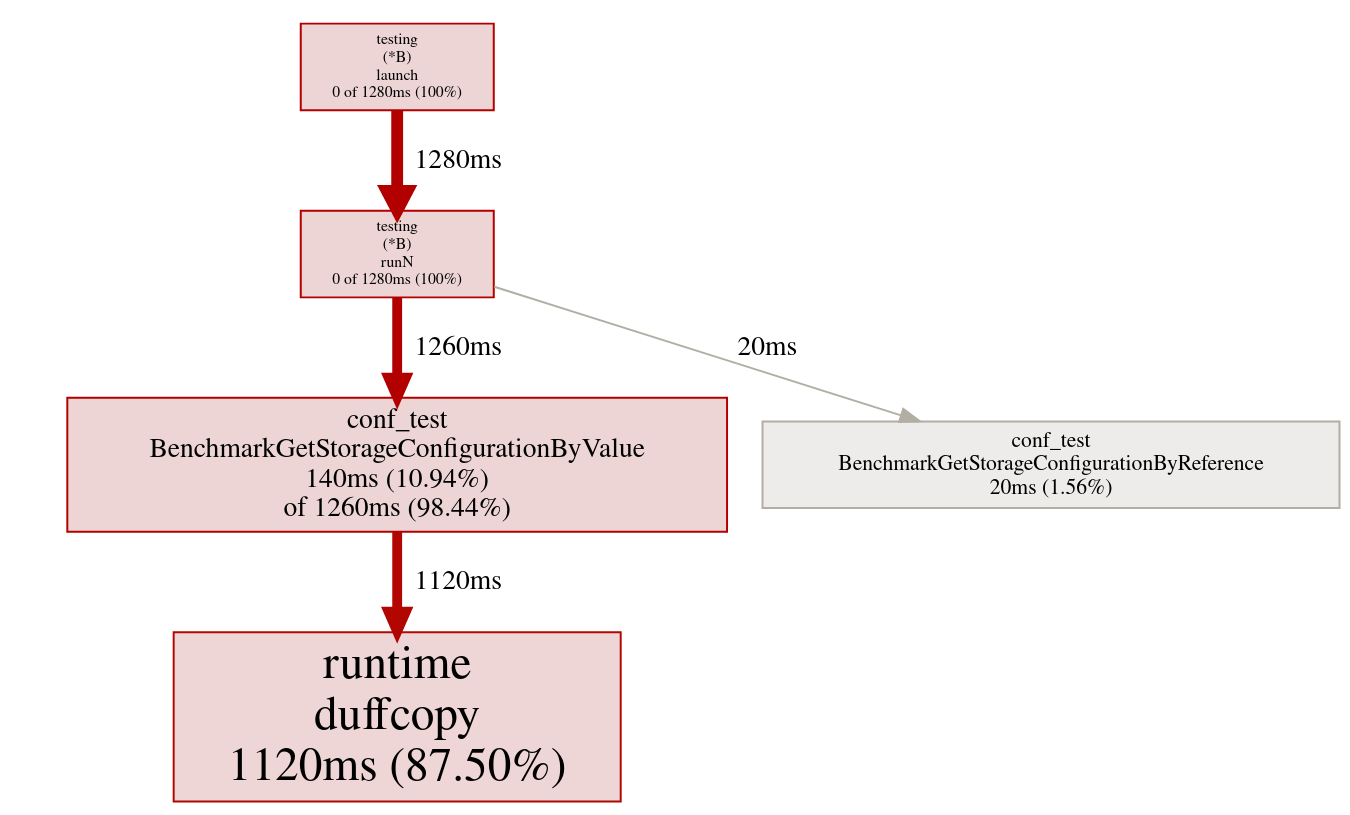 testing
(*B)
launch
0 of 1280ms (100%)
1280ms
testing
(*B)
runN
0 of 1280ms (100%)
1260ms
20ms
conf_test
BenchmarkGetStorageConfigurationByValue
140ms (10.94%)
of 1260ms (98.44%)
conf_test
BenchmarkGetStorageConfigurationByReference
20ms (1.56%)
1120ms
runtime
duffcopy
1120ms (87.50%)